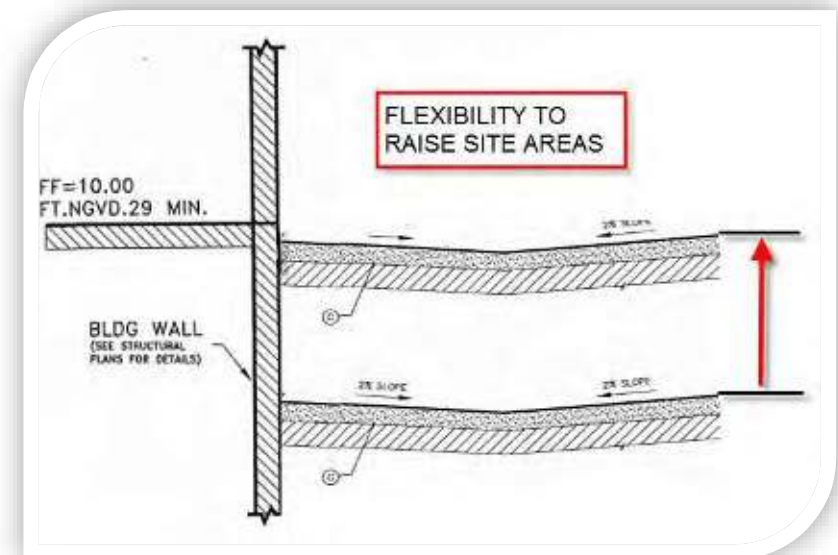 FLEXIBILITY TO
RAISE SITE AREAS
FF=10.00
FT.NGVD.29 MIN.
2% SLOPE
C
BLDG WALL
(SEE STRUCTURAL
PLANS FOR DETAILS)
2% SLOPE
2% SLOPE
C